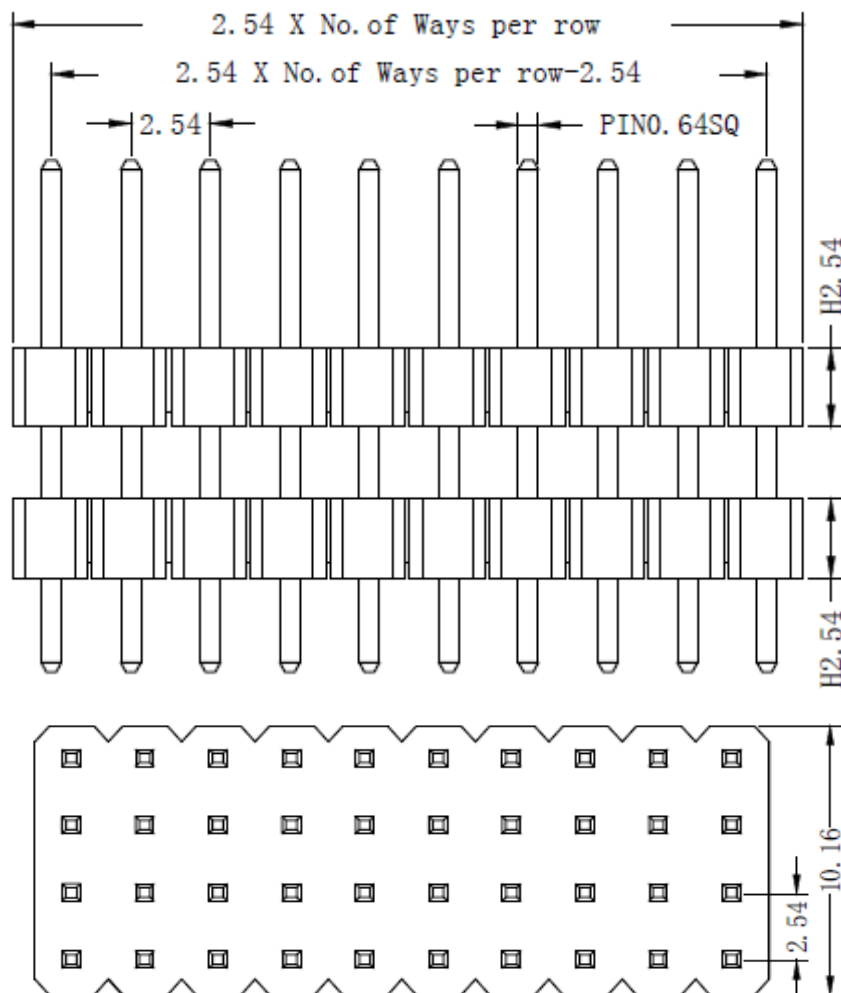 2.54 X No.of Ways per row
2.54 X No.of Ways per row-2.54
2.54
PIN0.64SQ
H2.54
H2.54
10.16
2.54